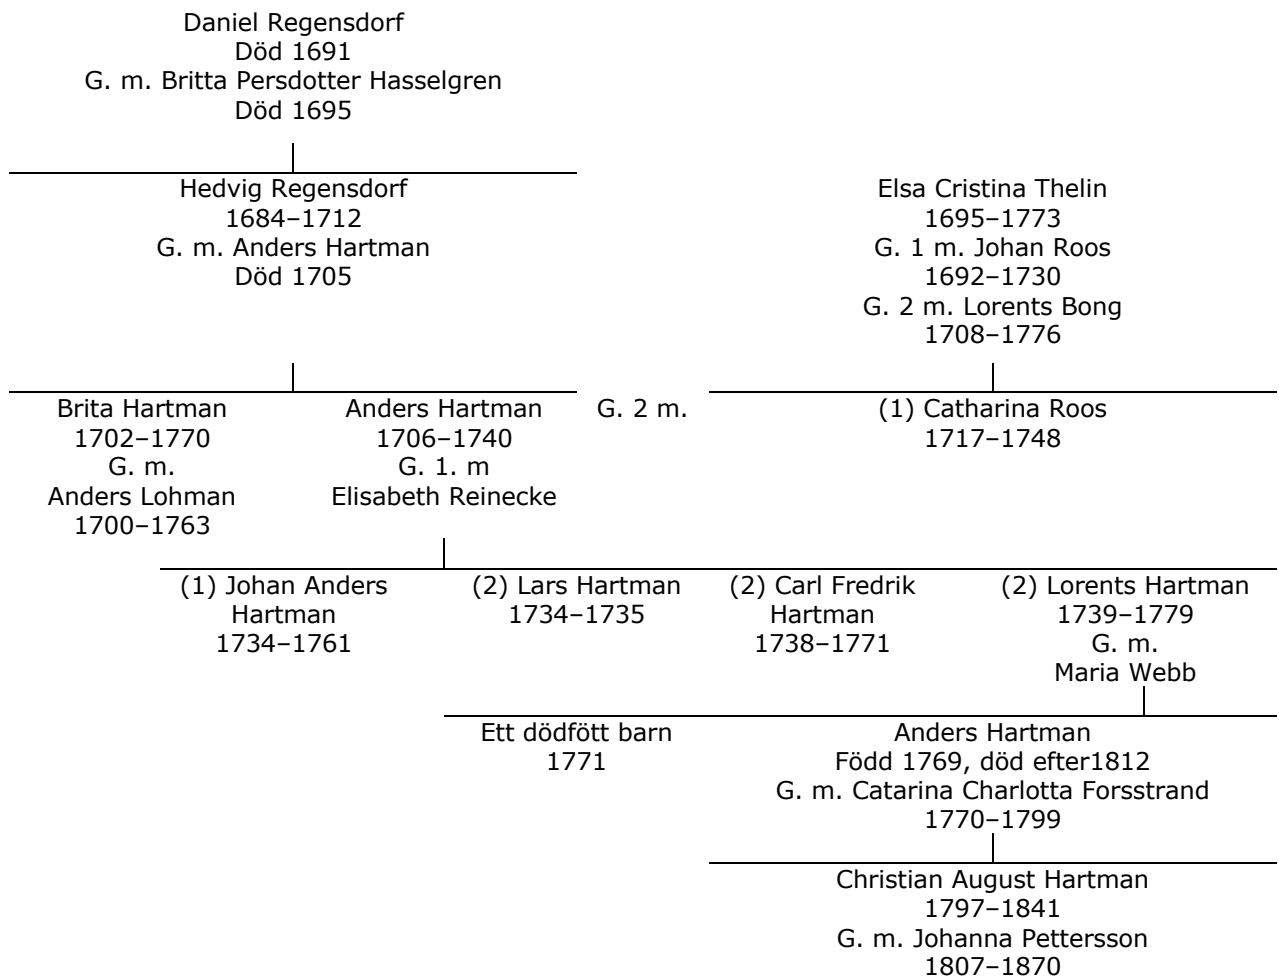 Daniel Regensdorf
Död 1691
G. m. Britta Persdotter Hasselgren
Död 1695
Hedvig Regensdorf
1684–1712
G. m. Anders Hartman
Död 1705
Elsa Cristina Thelin
1695–1773
G. 1 m. Johan Roos
1692–1730
G. 2 m. Lorents Bong
1708–1776
Brita Hartman
1702–1770
G. m.
Anders Lohman
1700–1763
Anders Hartman
1706–1740
G. 1. m
Elisabeth Reinecke
G. 2 m.
(1) Catharina Roos
1717–1748
(1) Johan Anders
Hartman
1734–1761
(2) Lars Hartman
1734–1735
(2) Carl Fredrik
Hartman
1738–1771
(2) Lorents Hartman
1739–1779
G. m.
Maria Webb
Ett dödfött barn
1771
Anders Hartman
Född 1769, död efter1812
G. m. Catarina Charlotta Forsstrand
1770–1799
Christian August Hartman
1797–1841
G. m. Johanna Pettersson
1807–1870